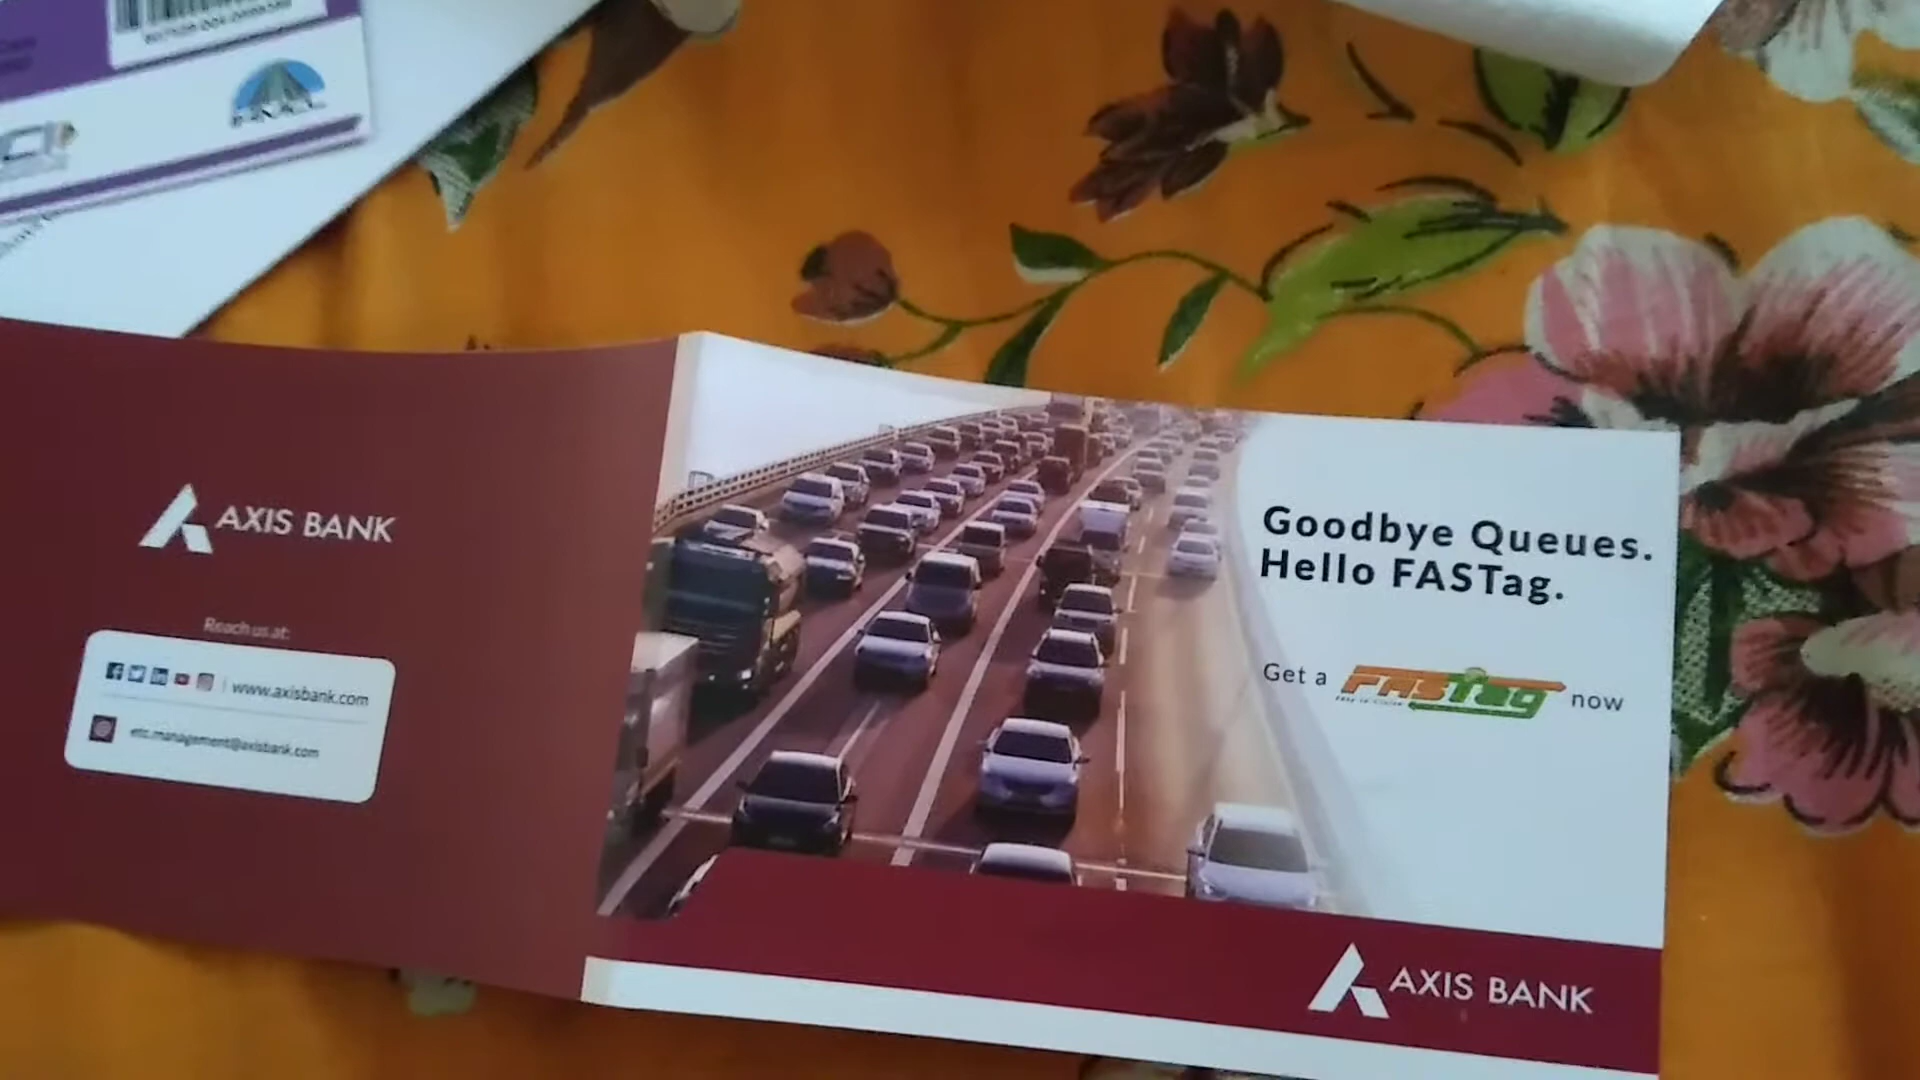 AXIS BANK
Reach us at:
www.axisbank.com
etc.management@axisbank.com
Goodbye Queues.
Hello FASTag.
Get a FASTag now
AXIS BANK